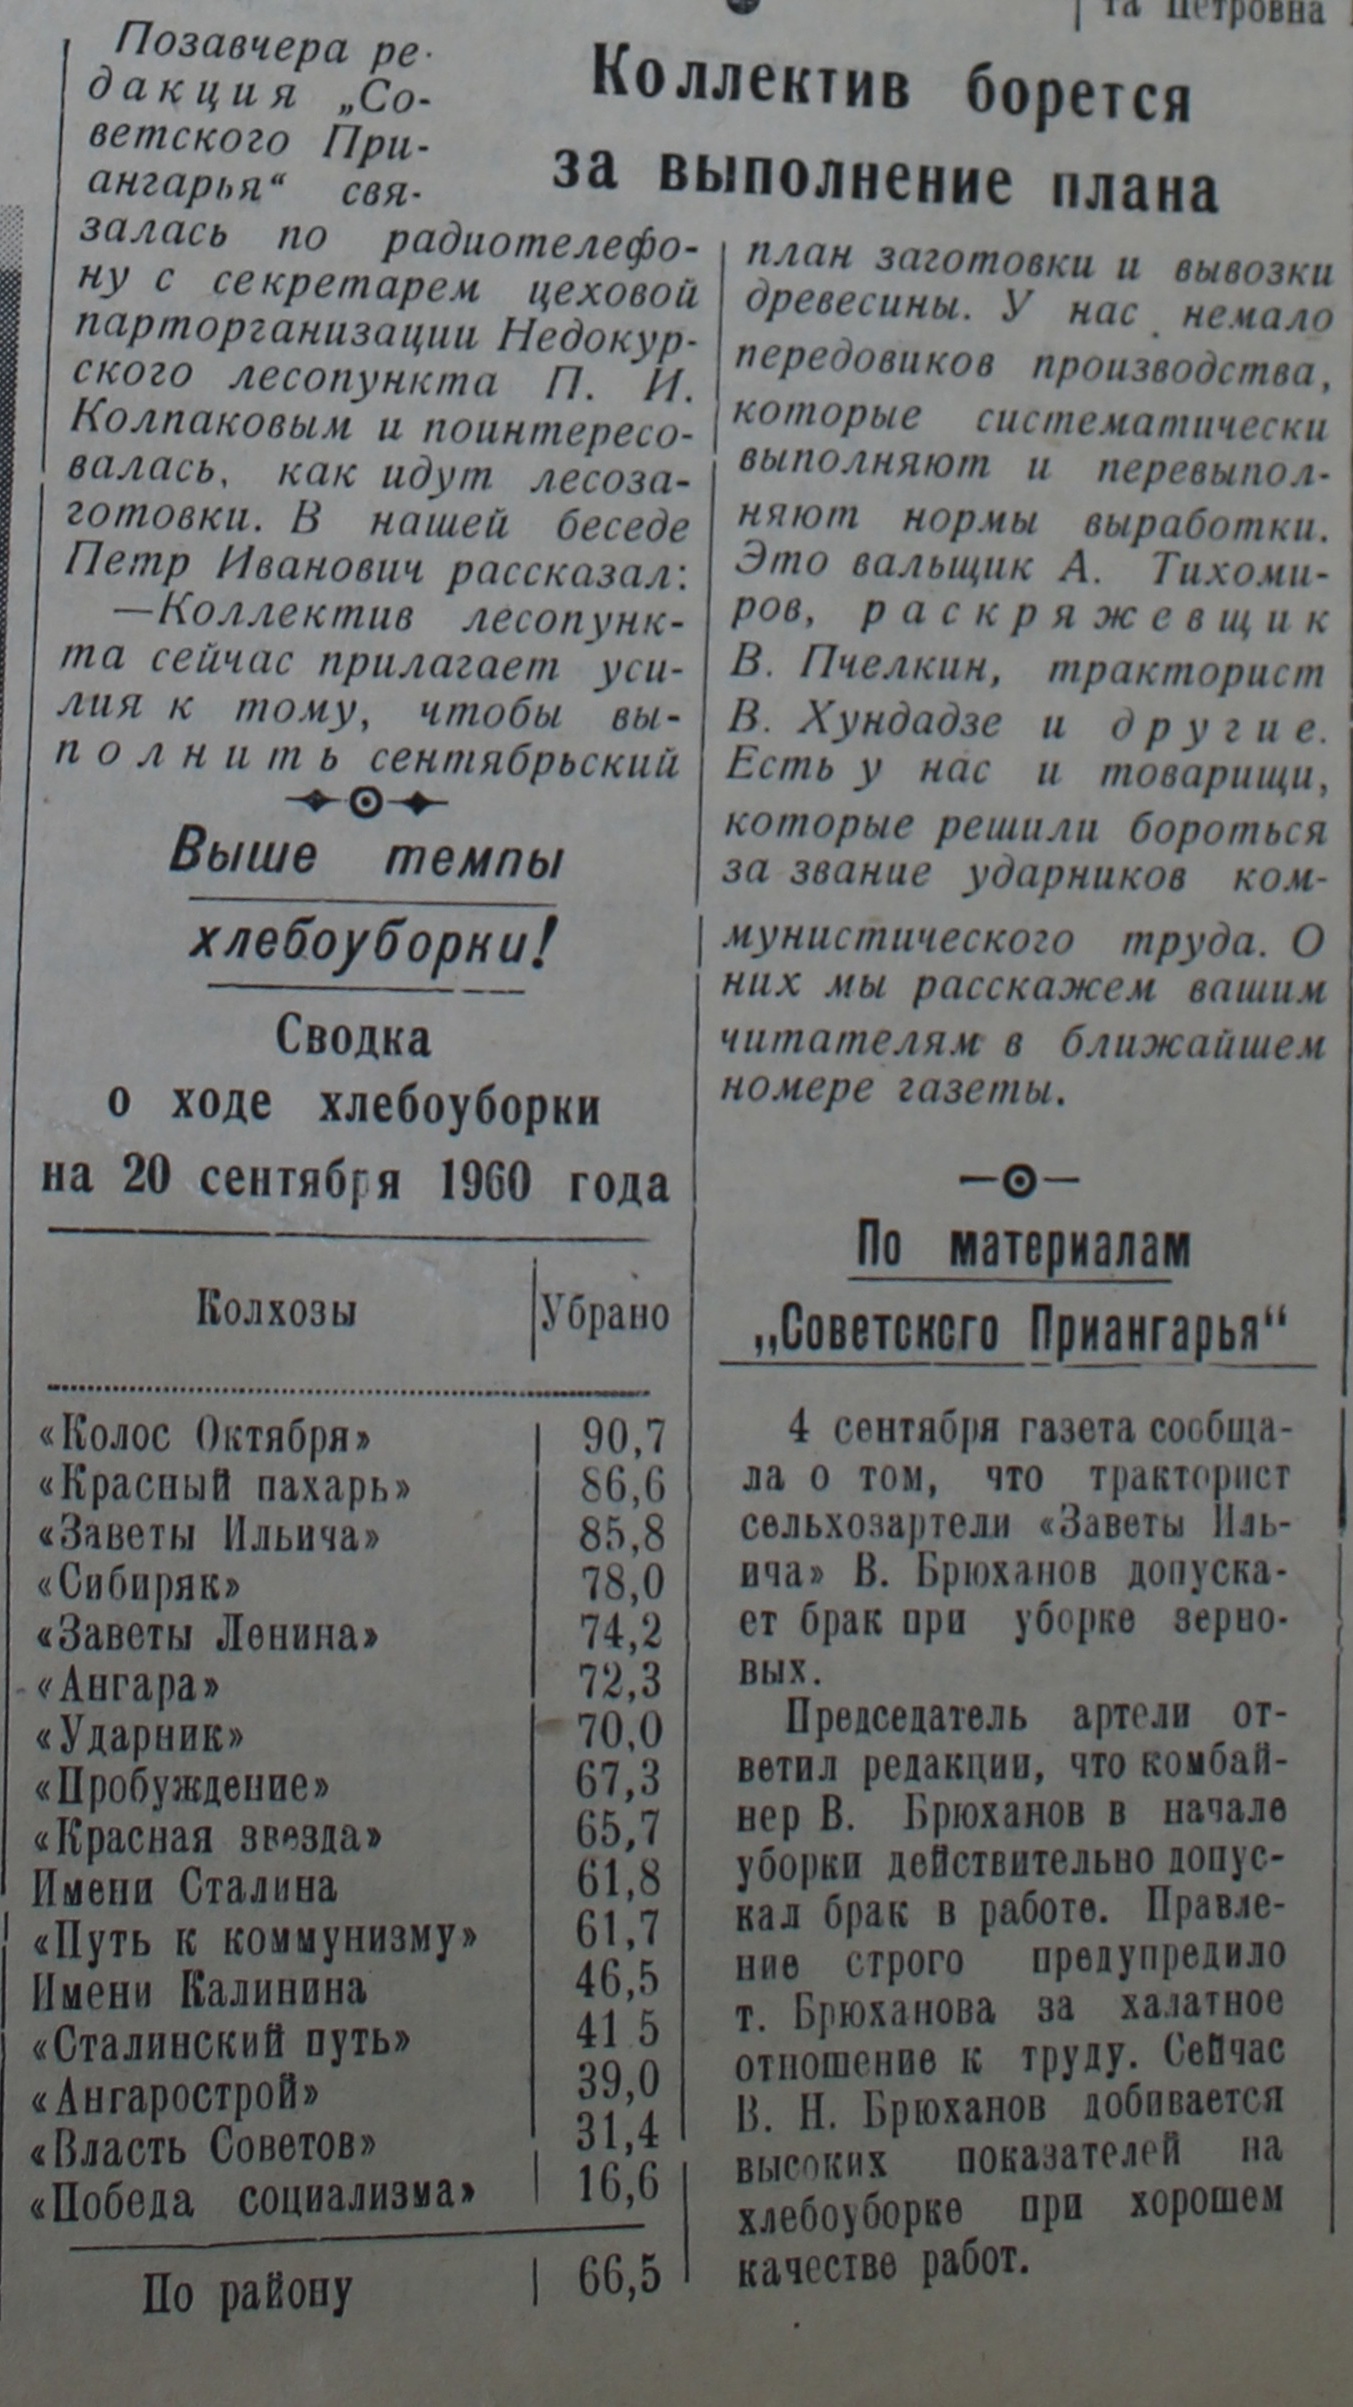 та Петровна
Коллектив борется
за выполнение плана
Позавчера ре-
дакция „Со-
ветского При-
ангарья“ свя-
залась по радиотелефо-
ну с секретарем цеховой
парторганизации Недокур-
ского лесопункта П. И.
Колпаковым и поинтересо-
валась, как идут лесоза-
готовки. В нашей беседе
Петр Иванович рассказал:
—Коллектив лесопунк-
та сейчас прилагает уси-
лия к тому, чтобы вы-
полнить сентябрьский
план заготовки и вывозки
древесины. У нас немало
передовиков производства,
которые систематически
выполняют и перевыпол-
няют нормы выработки.
Это вальщик А. Тихоми-
ров, раскряжевщик
В. Пчелкин, тракторист
В. Хундадзе и другие.
Есть у нас и товарищи,
которые решили бороться
за звание ударников ком-
мунистического труда. О
них мы расскажем вашим
читателям в ближайшем
номере газеты.
Выше темпы
хлебоуборки!
Сводка
о ходе хлебоуборки
на 20 сентября 1960 года
Колхозы Убрано
«Колос Октября» 90,7
«Красный пахарь» 86,6
«Заветы Ильича» 85,8
«Сибиряк» 78,0
«Заветы Ленина» 74,2
«Ангара» 72,3
«Ударник» 70,0
«Пробуждение» 67,3
«Красная звезда» 65,7
Имени Сталина 61,8
«Путь к коммунизму» 61,7
Имени Калинина 46,5
«Сталинский путь» 41 5
«Ангарострой» 39,0
«Власть Советов» 31,4
«Победа социализма» 16,6
По району 66,5
По материалам
„Советского Приангарья“
4 сентября газета сообща-
ла о том, что тракторист
сельхозартели «Заветы Иль-
ича» В. Брюханов допуска-
ет брак при уборке зерно-
вых.
Председатель артели от-
ветил редакции, что комбай-
нер В. Брюханов в начале
уборки действительно допус-
кал брак в работе. Правле-
ние строго предупредило
т. Брюханова за халатное
отношение к труду. Сейчас
В. Н. Брюханов добивается
высоких показателей на
хлебоуборке при хорошем
качестве работ.